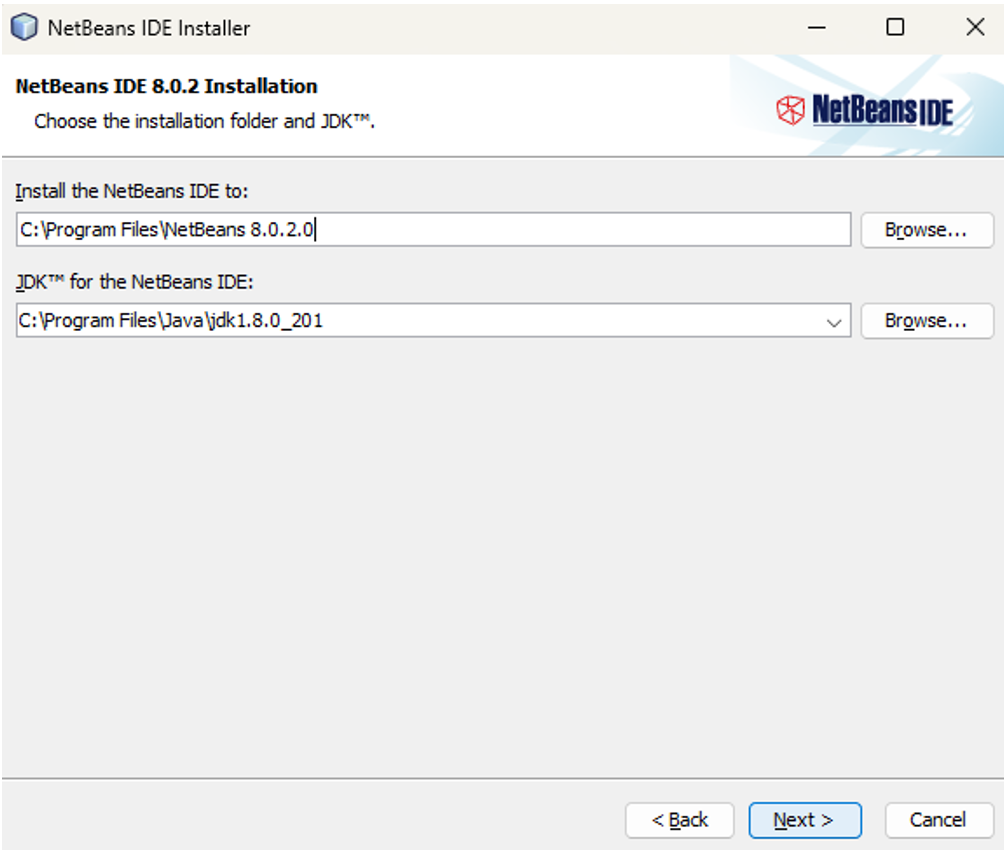 NetBeans IDE Installer
NetBeans IDE 8.0.2 Installation
Choose the installation folder and JDK™.
NetBeans IDE
Install the NetBeans IDE to:
C:\Program Files\NetBeans 8.0.2.0
Browse...
JDK™ for the NetBeans IDE:
C:\Program Files\Java\jdk1.8.0_201
Browse...
< Back
Next >
Cancel